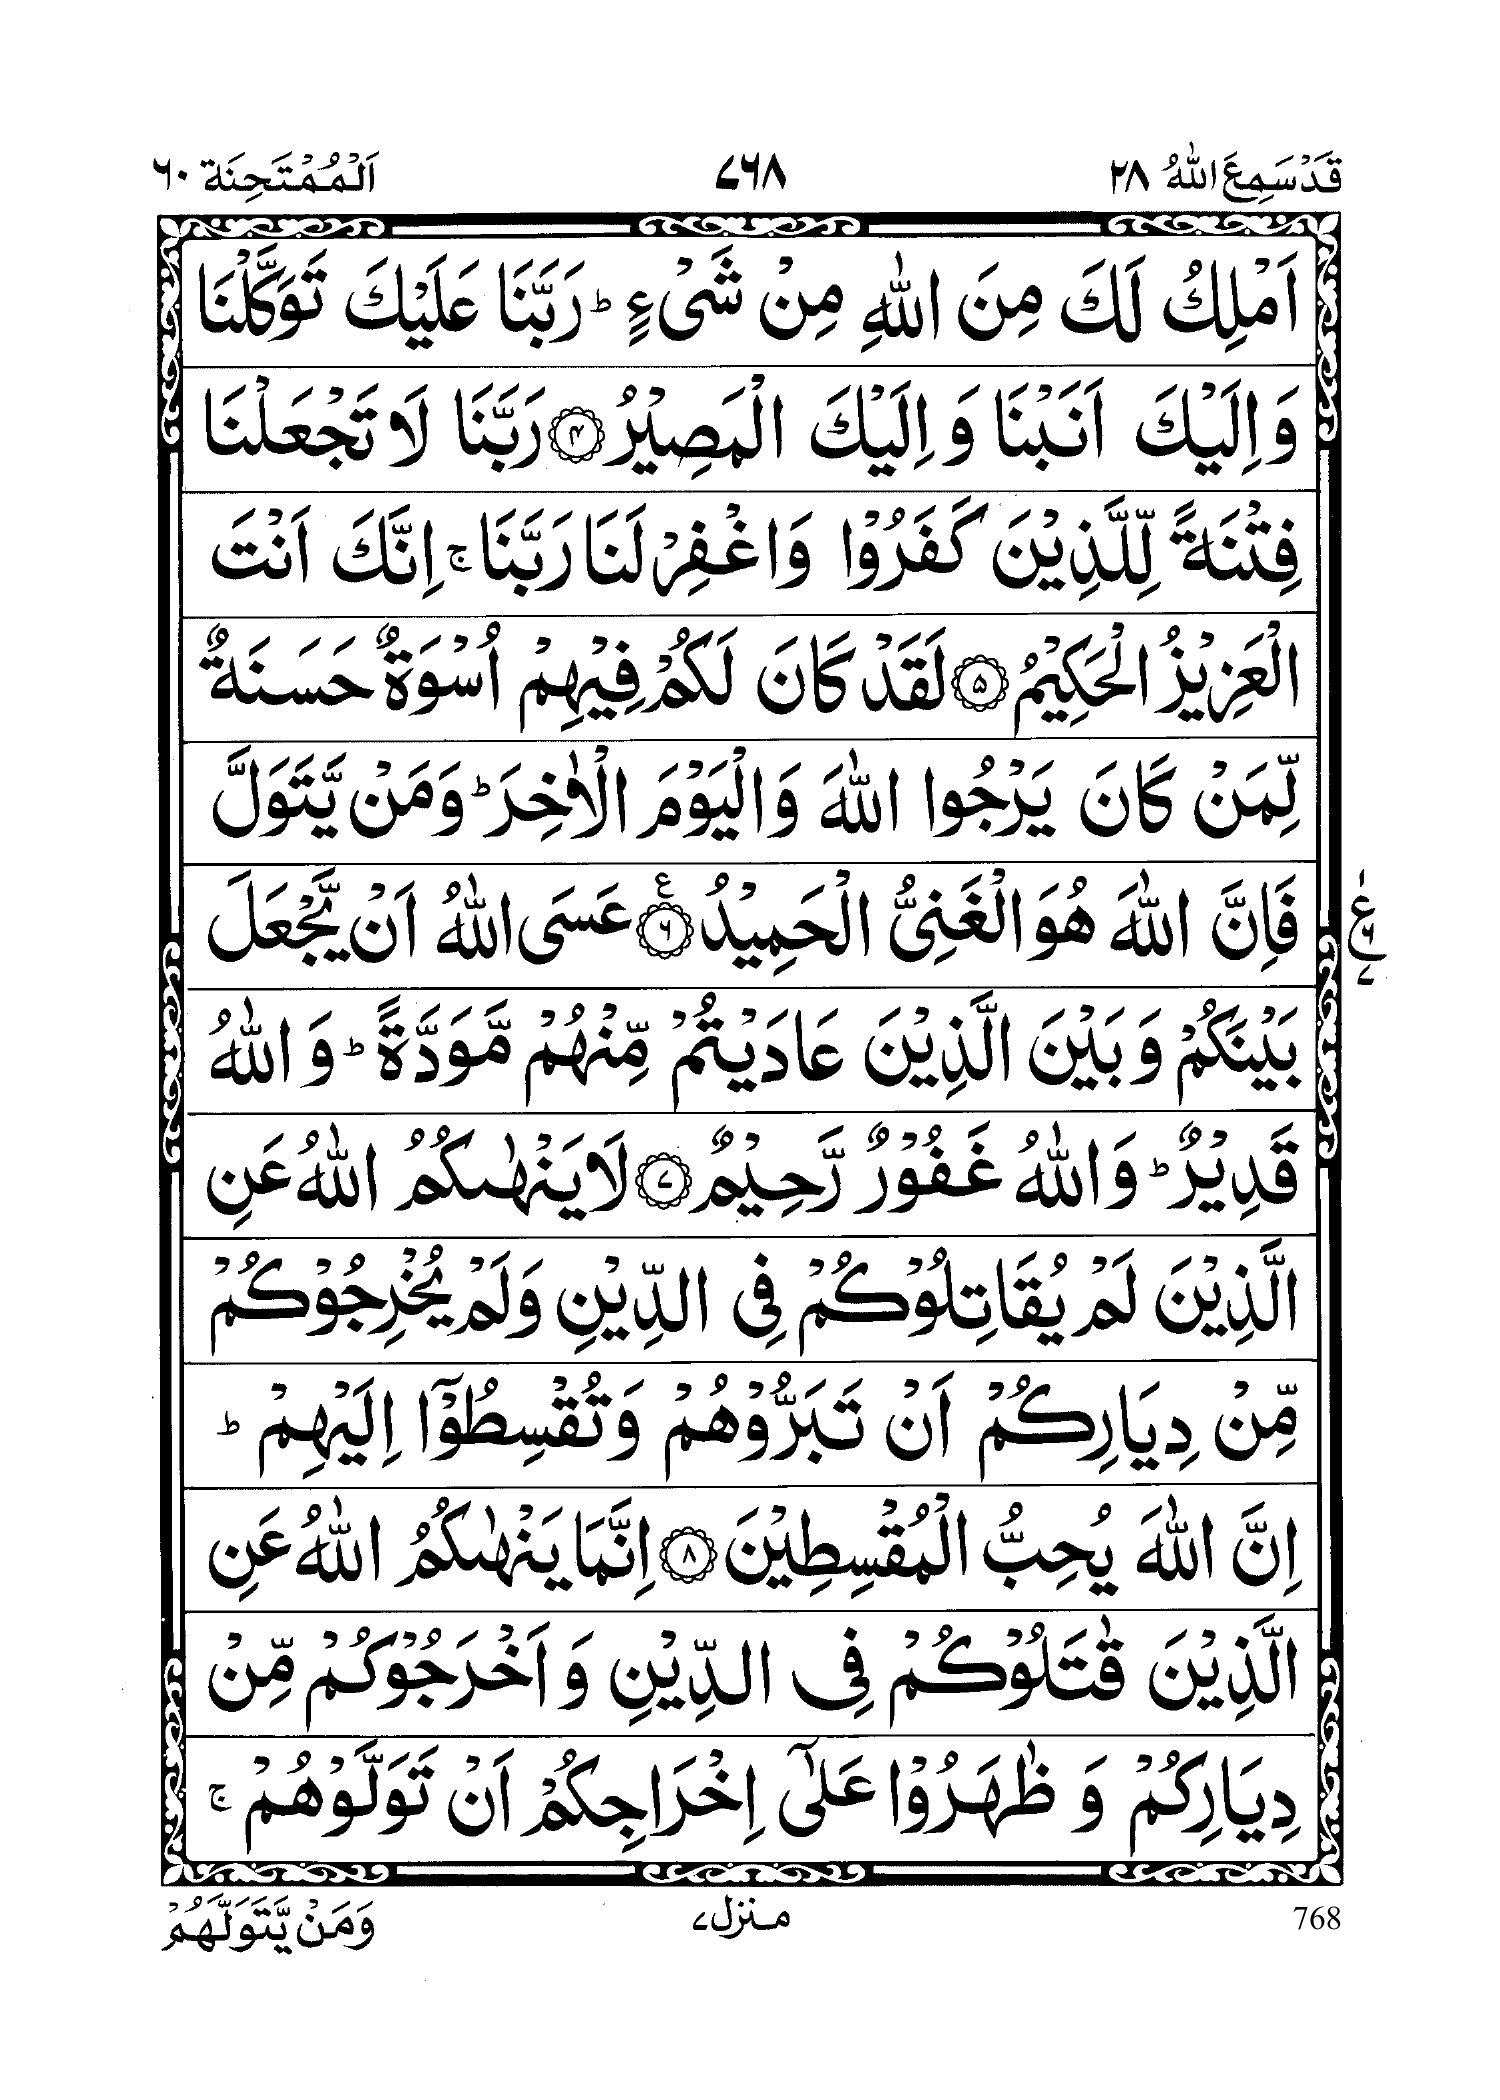 قَدْ سَمِعَ اللّٰهُ ٢٨
٧٦٨
اَلْمُمْتَحِنَة ٦٠
اَمْلِكُ لَكَ مِنَ اللّٰهِ مِنْ شَىْءٍ ؕ رَبَّنَا عَلَيْكَ تَوَكَّلْنَا
وَ اِلَيْكَ اَنَبْنَا وَ اِلَيْكَ الْمَصِيْرُ ﴿۴﴾ رَبَّنَا لَا تَجْعَلْنَا
فِتْنَةً لِّلَّذِيْنَ كَفَرُوْا وَاغْفِرْ لَنَا رَبَّنَا ۚ اِنَّكَ اَنْتَ
الْعَزِيْزُ الْحَكِيْمُ ﴿۵﴾ لَقَدْ كَانَ لَكُمْ فِيْهِمْ اُسْوَةٌ حَسَنَةٌ
لِّمَنْ كَانَ يَرْجُوا اللّٰهَ وَالْيَوْمَ الْاٰخِرَ ؕ وَمَنْ يَّتَوَلَّ
فَاِنَّ اللّٰهَ هُوَ الْغَنِىُّ الْحَمِيْدُ ﴿۶﴾ ع عَسَى اللّٰهُ اَنْ يَّجْعَلَ
١
ع
٦
٧
بَيْنَكُمْ وَ بَيْنَ الَّذِيْنَ عَادَيْتُمْ مِّنْهُمْ مَّوَدَّةً ؕ وَ اللّٰهُ
قَدِيْرٌ ؕ وَاللّٰهُ غَفُوْرٌ رَّحِيْمٌ ﴿۷﴾ لَا يَنْهٰىكُمُ اللّٰهُ عَنِ
الَّذِيْنَ لَمْ يُقَاتِلُوْكُمْ فِى الدِّيْنِ وَلَمْ يُخْرِجُوْكُمْ
مِّنْ دِيَارِكُمْ اَنْ تَبَرُّوْهُمْ وَتُقْسِطُوْۤا اِلَيْهِمْ ؕ
اِنَّ اللّٰهَ يُحِبُّ الْمُقْسِطِيْنَ ﴿۸﴾ اِنَّمَا يَنْهٰىكُمُ اللّٰهُ عَنِ
الَّذِيْنَ قٰتَلُوْكُمْ فِى الدِّيْنِ وَ اَخْرَجُوْكُمْ مِّنْ
دِيَارِكُمْ وَ ظٰهَرُوْا عَلٰۤى اِخْرَاجِكُمْ اَنْ تَوَلَّوْهُمْ ۚ
768
منزل ٧
وَمَنْ يَّتَوَلَّهُمْ